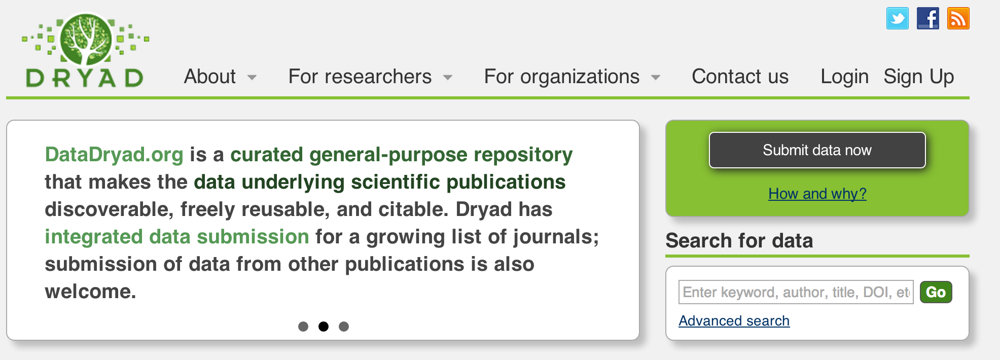 DRYAD
About
For researchers
For organizations
Contact us
Login
Sign Up
DataDryad.org is a curated general-purpose repository
that makes the data underlying scientific publications
discoverable, freely reusable, and citable. Dryad has
integrated data submission for a growing list of journals;
submission of data from other publications is also
welcome.
Submit data now
How and why?
Search for data
Enter keyword, author, title, DOI, etc
Go
Advanced search